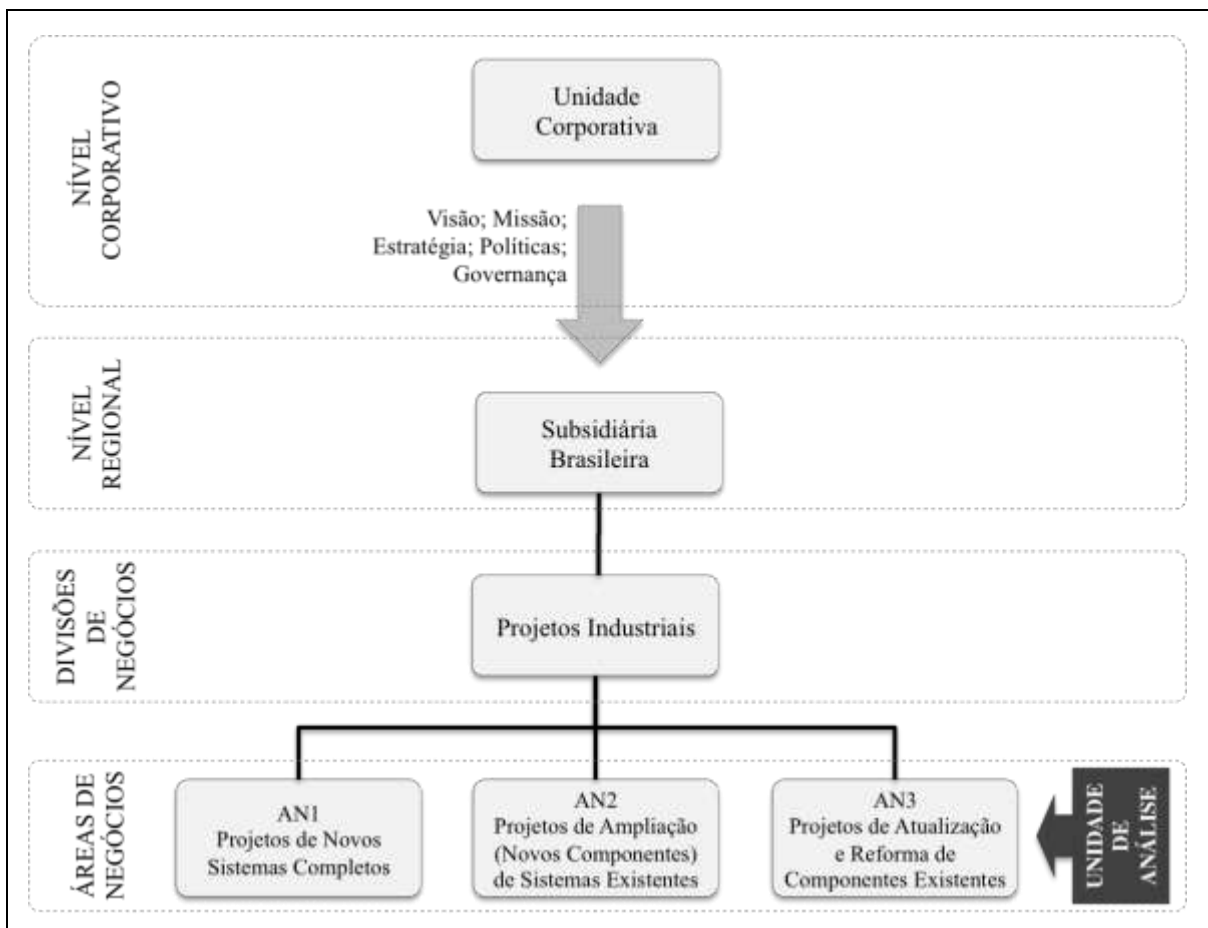 NÍVEL
CORPORATIVO
Unidade
Corporativa
Visão; Missão;
Estratégia; Políticas;
Governança
NÍVEL
REGIONAL
Subsidiária
Brasileira
DIVISÕES
DE
NEGÓCIOS
Projetos Industriais
ÁREAS DE
NEGÓCIOS
AN1
Projetos de Novos
Sistemas Completos
AN2
Projetos de Ampliação
(Novos Componentes)
de Sistemas Existentes
AN3
Projetos de Atualização
e Reforma de
Componentes Existentes
UNIDADE
DE
ANÁLISE